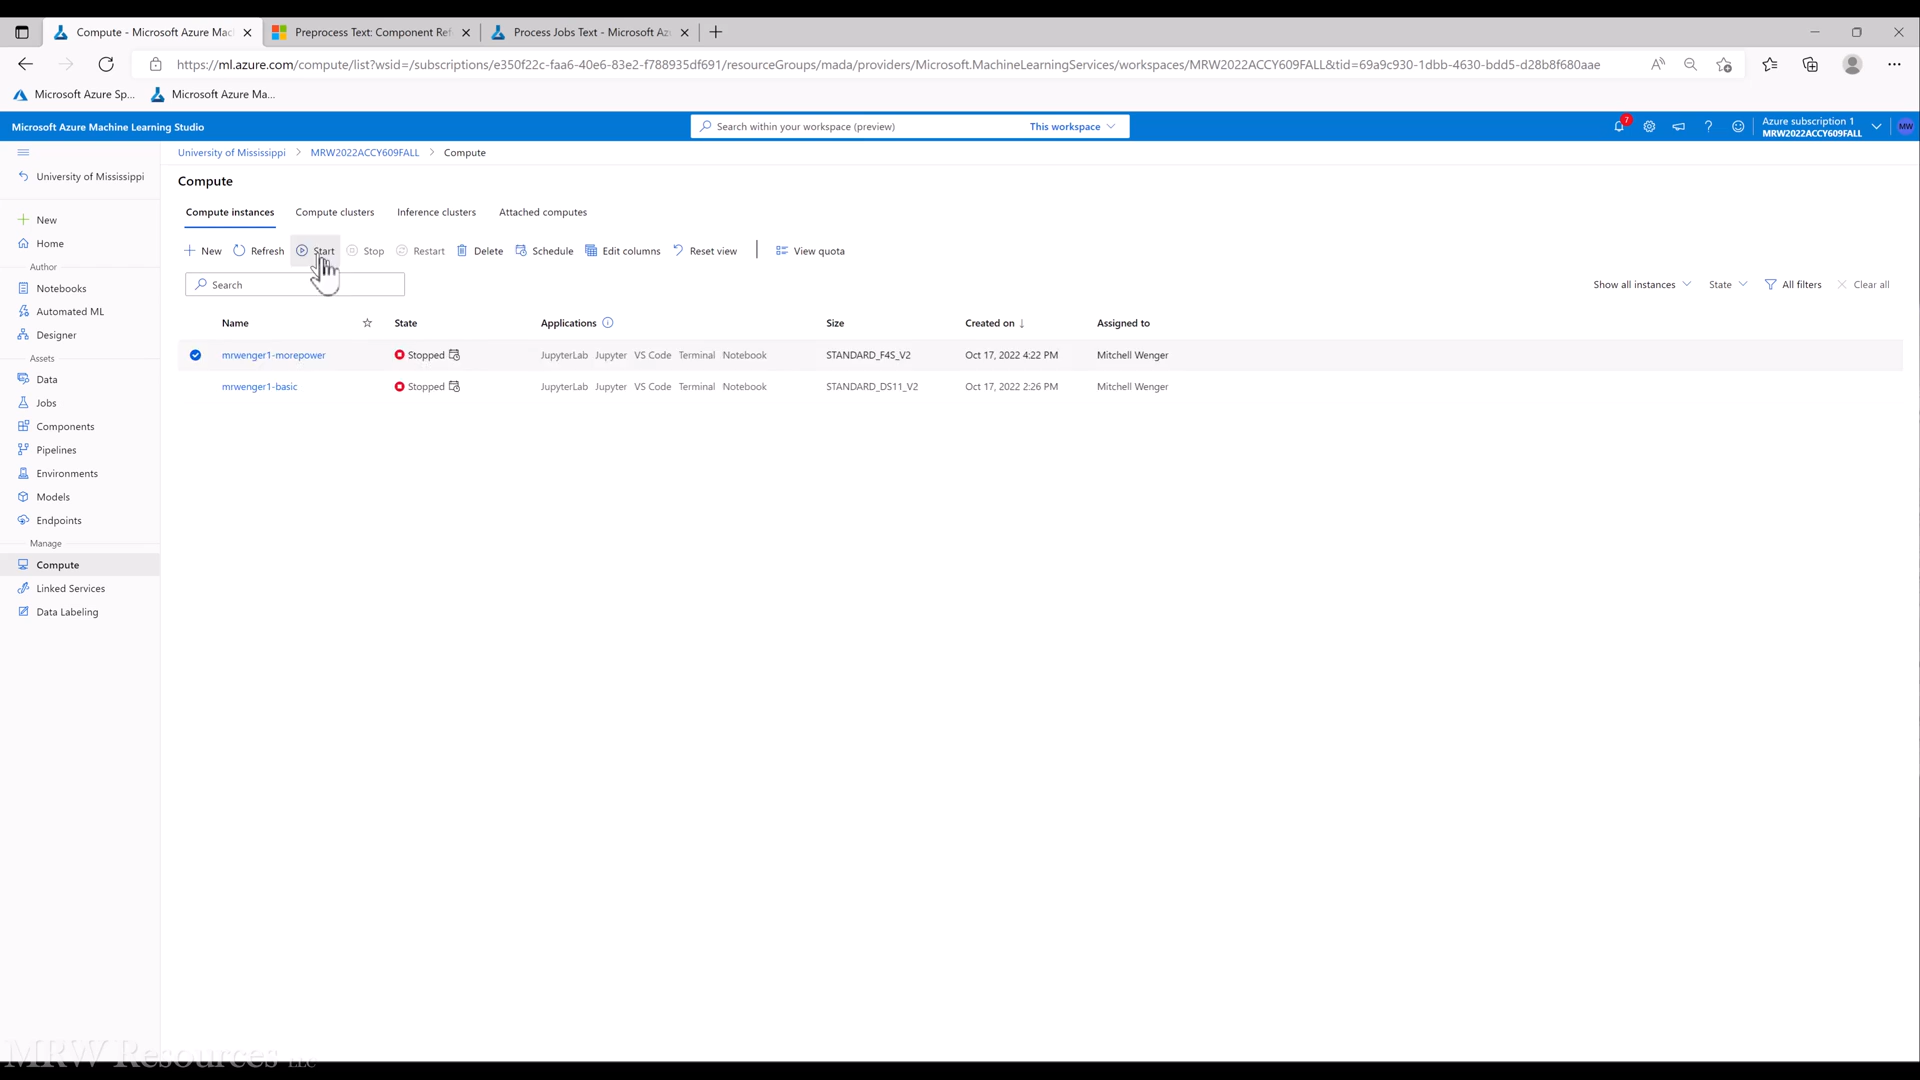 Compute - Microsoft Azure Mac
Preprocess Text: Component Ref
Process Jobs Text - Microsoft Az
https://ml.azure.com/compute/list?wsid=/subscriptions/e350f22c-faa6-40e6-83e2-f788935df691/resourceGroups/mada/providers/Microsoft.MachineLearningServices/workspaces/MRW2022ACCY609FALL&tid=69a9c930-1dbb-4630-bdd5-d28b8f680aae
Microsoft Azure Sp... Microsoft Azure Ma...
Microsoft Azure Machine Learning Studio
Search within your workspace (preview) This workspace
7
Azure subscription 1
MRW2022ACCY609FALL
MW
University of Mississippi > MRW2022ACCY609FALL > Compute
University of Mississippi
New
Home
Author
Notebooks
Automated ML
Designer
Assets
Data
Jobs
Components
Pipelines
Environments
Models
Endpoints
Manage
Compute
Linked Services
Data Labeling
Compute
Compute instances Compute clusters Inference clusters Attached computes
New Refresh Start Stop Restart Delete Schedule Edit columns Reset view View quota
Search
Show all instances State All filters Clear all
Name State Applications Size Created on ↓ Assigned to
mrwenger1-morepower Stopped JupyterLab Jupyter VS Code Terminal Notebook STANDARD_F4S_V2 Oct 17, 2022 4:22 PM Mitchell Wenger
mrwenger1-basic Stopped JupyterLab Jupyter VS Code Terminal Notebook STANDARD_DS11_V2 Oct 17, 2022 2:26 PM Mitchell Wenger
MRW Resources LLC